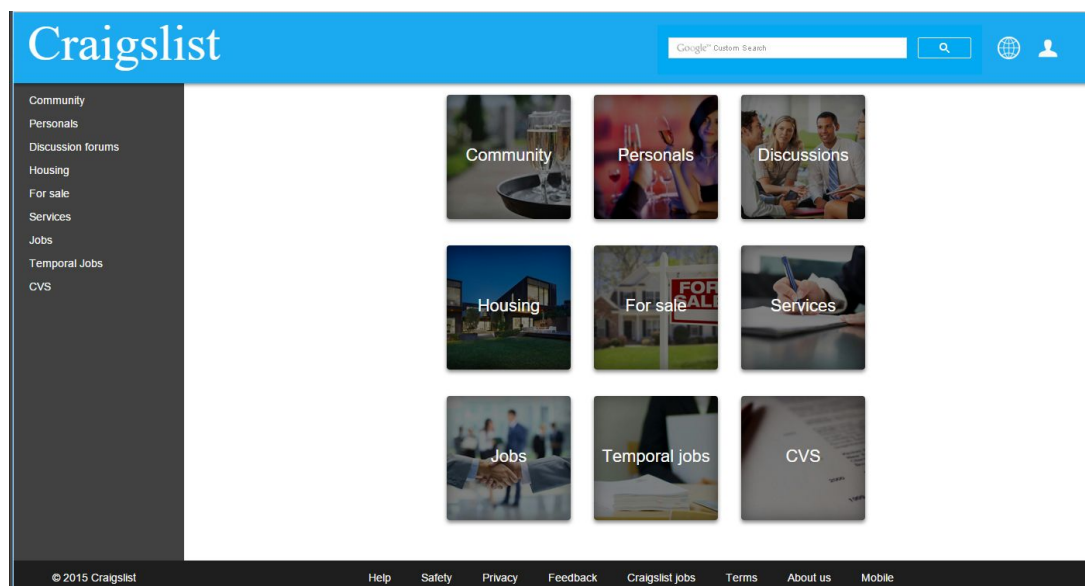 Craigslist
Google™ Custom Search
Community
Personals
Discussion forums
Housing
For sale
Services
Jobs
Temporal Jobs
CVS
Community
Personals
Discussions
Housing
For sale
FOR
SALE
Services
Jobs
Temporal jobs
CVS
© 2015 Craigslist
Help Safety Privacy Feedback Craigslist jobs Terms About us Mobile